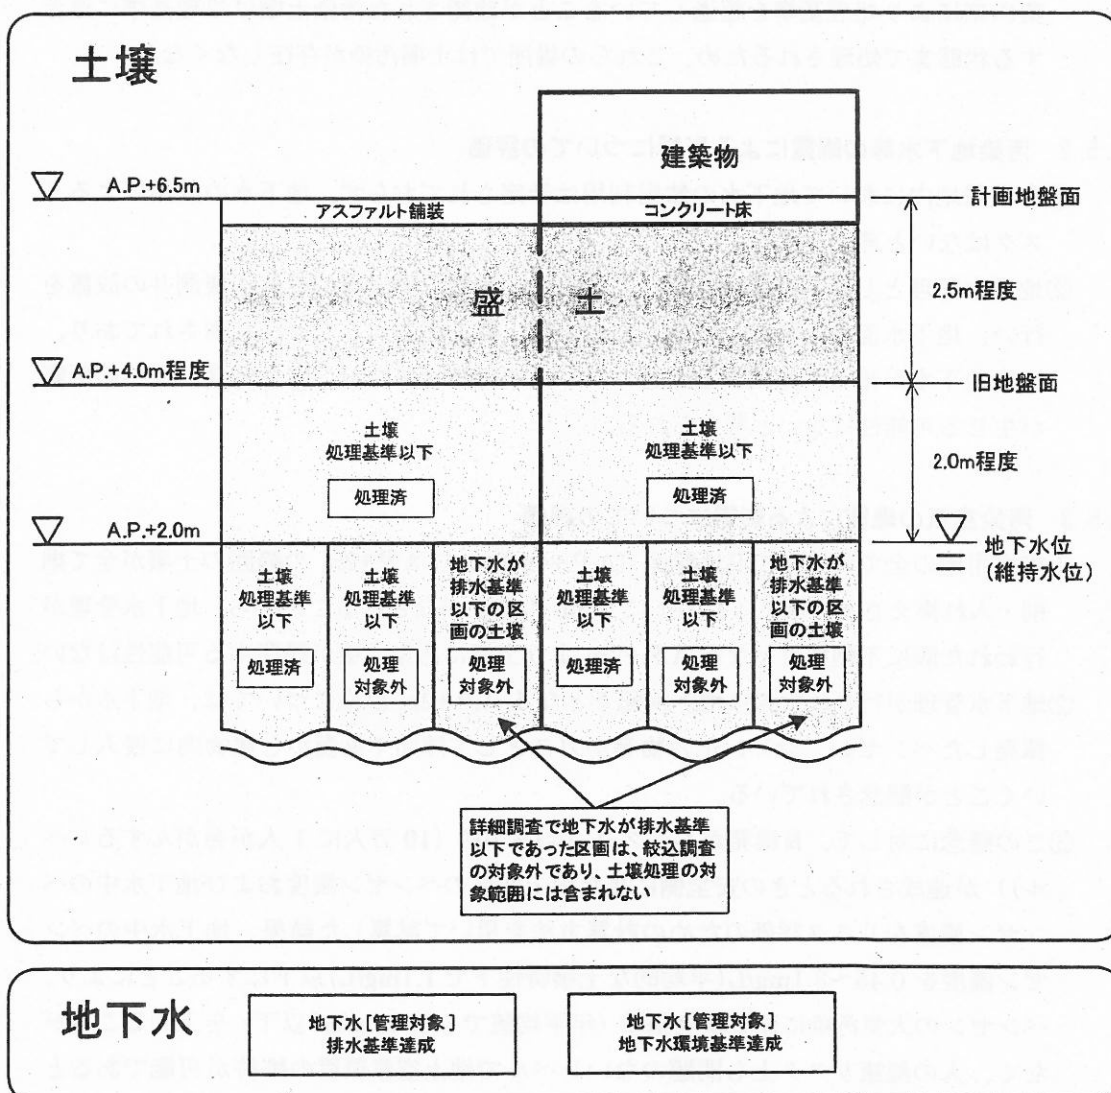 土壌
建築物
A.P.+6.5m
計画地盤面
アスファルト舗装
コンクリート床
盛
土
2.5m程度
A.P.+4.0m程度
旧地盤面
土壌
処理基準以下
処理済
土壌
処理基準以下
処理済
2.0m程度
A.P.+2.0m
地下水位
(維持水位)
土壌
処理基準
以下
処理済
土壌
処理基準
以下
処理
対象外
地下水が
排水基準
以下の区
画の土壌
処理
対象外
土壌
処理基準
以下
処理済
土壌
処理基準
以下
処理
対象外
地下水が
排水基準
以下の区
画の土壌
処理
対象外
詳細調査で地下水が排水基準
以下であった区画は、絞込調査
の対象外であり、土壌処理の対
象範囲には含まれない
地下水
地下水[管理対象]
排水基準達成
地下水[管理対象]
地下水環境基準達成